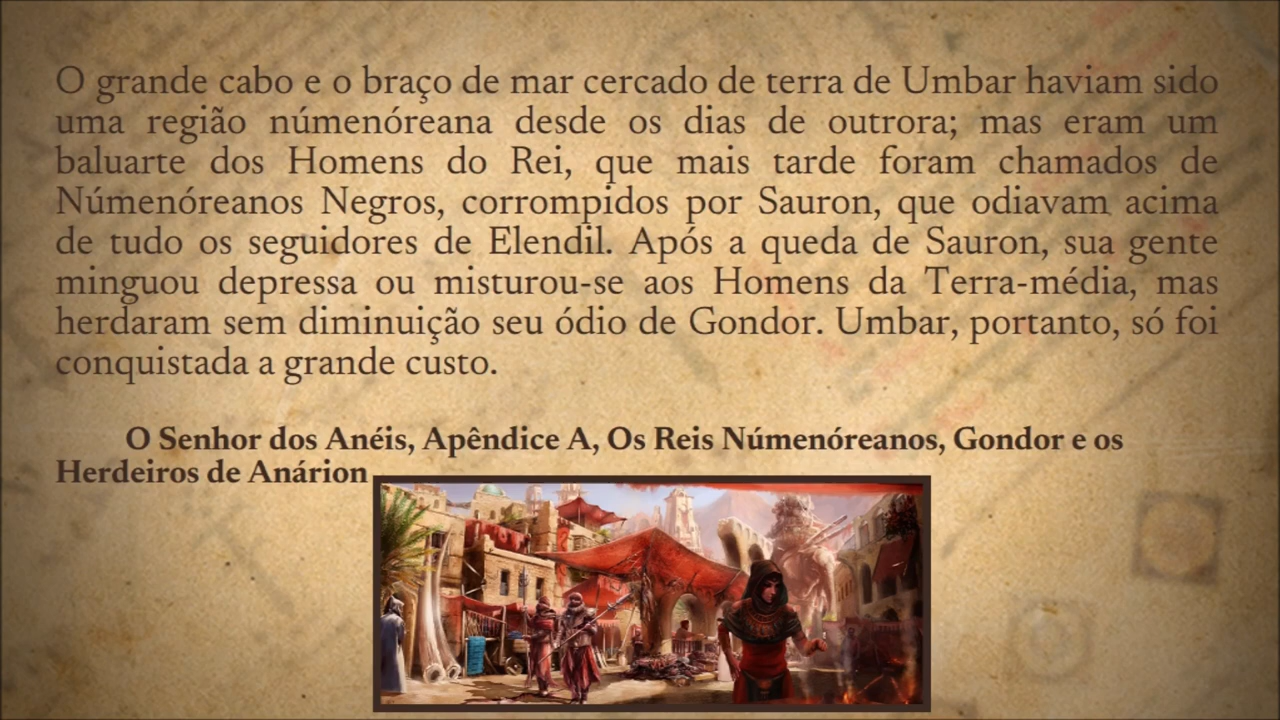 O grande cabo e o braço de mar cercado de terra de Umbar haviam sido
uma região númenóreana desde os dias de outrora; mas eram um
baluarte dos Homens do Rei, que mais tarde foram chamados de
Númenóreanos Negros, corrompidos por Sauron, que odiavam acima
de tudo os seguidores de Elendil. Após a queda de Sauron, sua gente
minguou depressa ou misturou-se aos Homens da Terra-média, mas
herdaram sem diminuição seu ódio de Gondor. Umbar, portanto, só foi
conquistada a grande custo.
O Senhor dos Anéis, Apêndice A, Os Reis Númenóreanos, Gondor e os
Herdeiros de Anárion